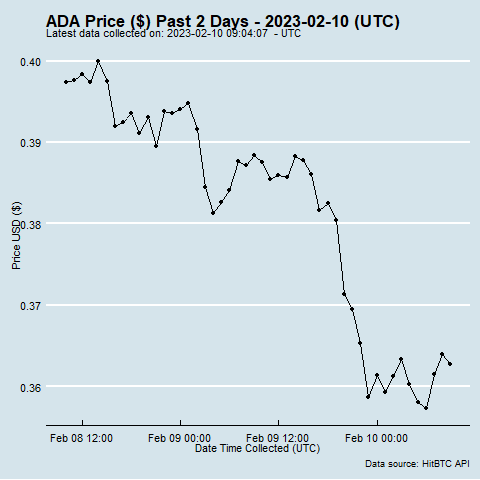 ADA Price ($) Past 2 Days - 2023-02-10 (UTC)
Latest data collected on: 2023-02-10 09:04:07  - UTC
0.40
0.39
0.38
0.37
0.36
Price USD ($)
Feb 08 12:00
Feb 09 00:00
Feb 09 12:00
Feb 10 00:00
Date Time Collected (UTC)
Data source: HitBTC API